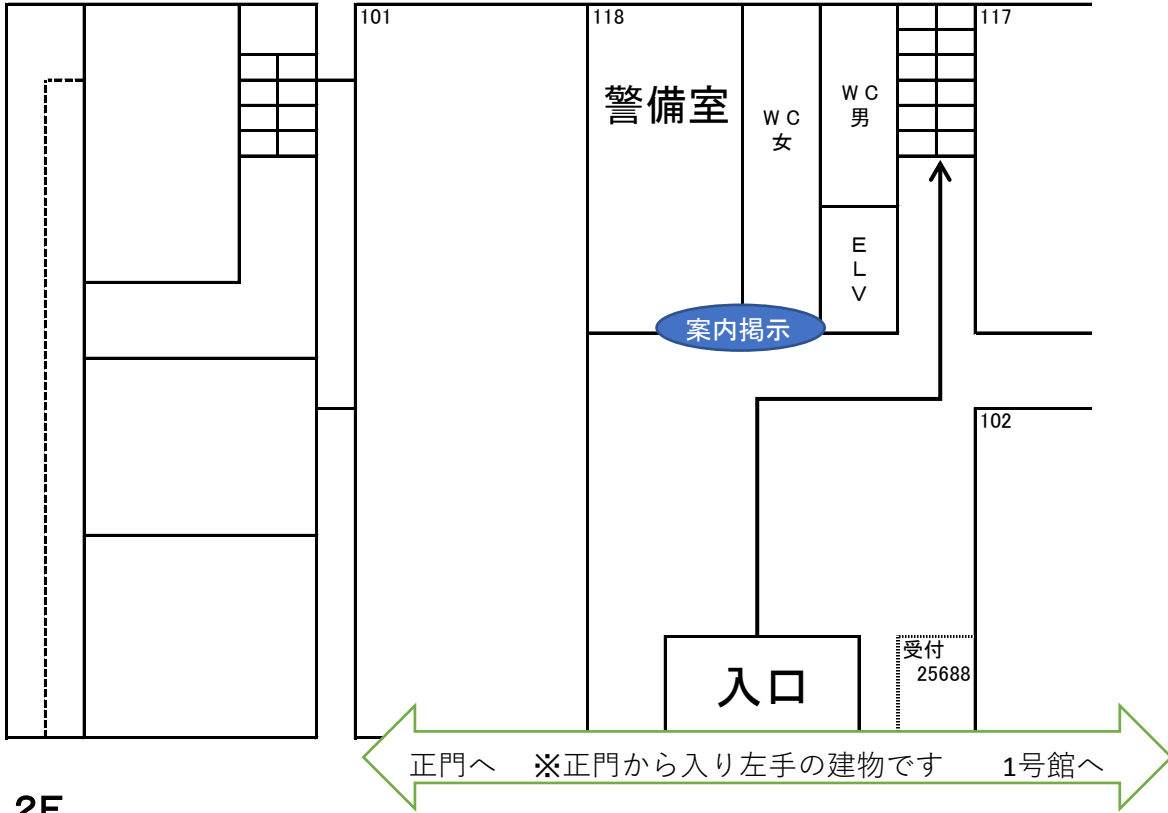 101
118
117
警備室
ＷＣ
女
ＷＣ
男
Ｅ
Ｌ
Ｖ
案内掲示
102
受付
25688
入口
正門へ　※正門から入り左手の建物です　1号館へ
2F